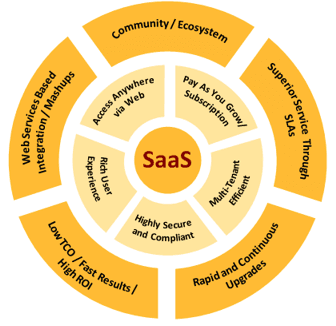 Community / Ecosystem
Superior Service Through
SLAs
Rapid and Continuous
Upgrades
Low TCO / Fast Results /
High ROI
Web Services Based
Integration / Mashups
Access Anywhere
via Web
Pay As You Grow/
Subscription
Multi-Tenant
Efficient
Highly Secure
and Compliant
Rich User
Experience
SaaS